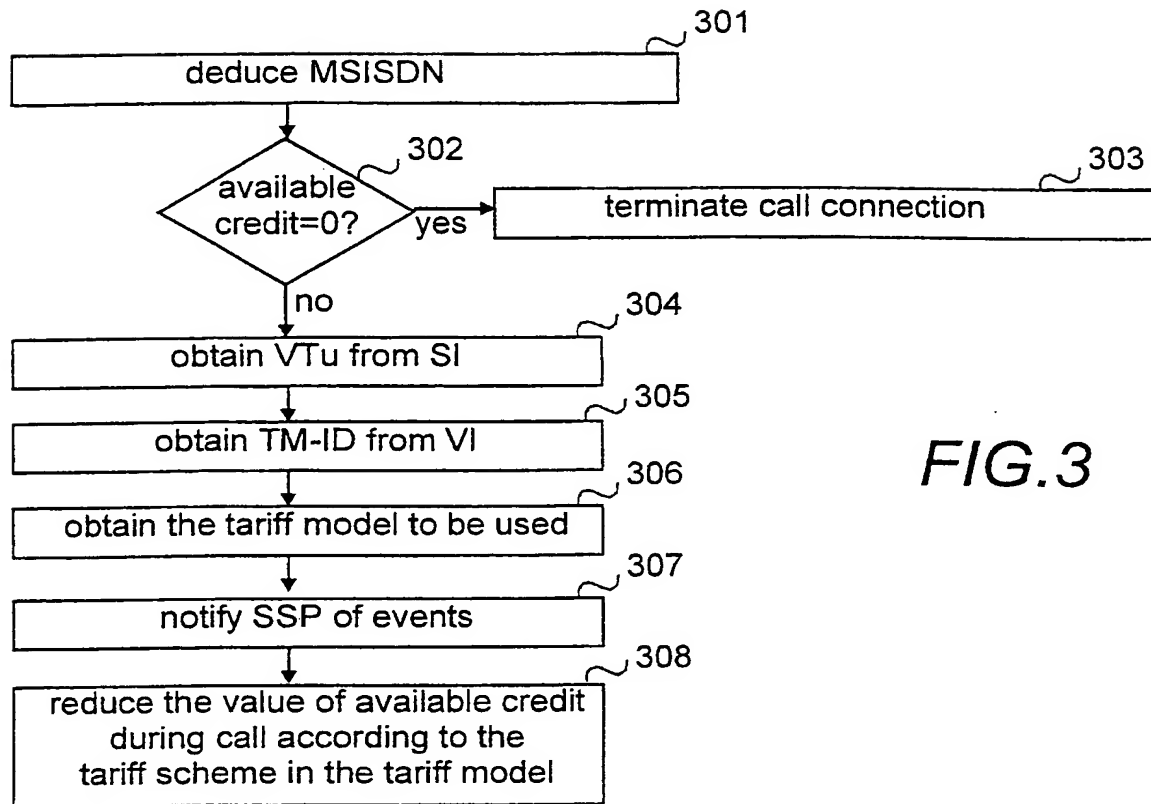 301
deduce MSISDN
302
available
credit=0?
yes
303
terminate call connection
no
304
obtain VTu from SI
305
obtain TM-ID from VI
306
obtain the tariff model to be used
FIG.3
307
notify SSP of events
308
reduce the value of available credit
during call according to the
tariff scheme in the tariff model